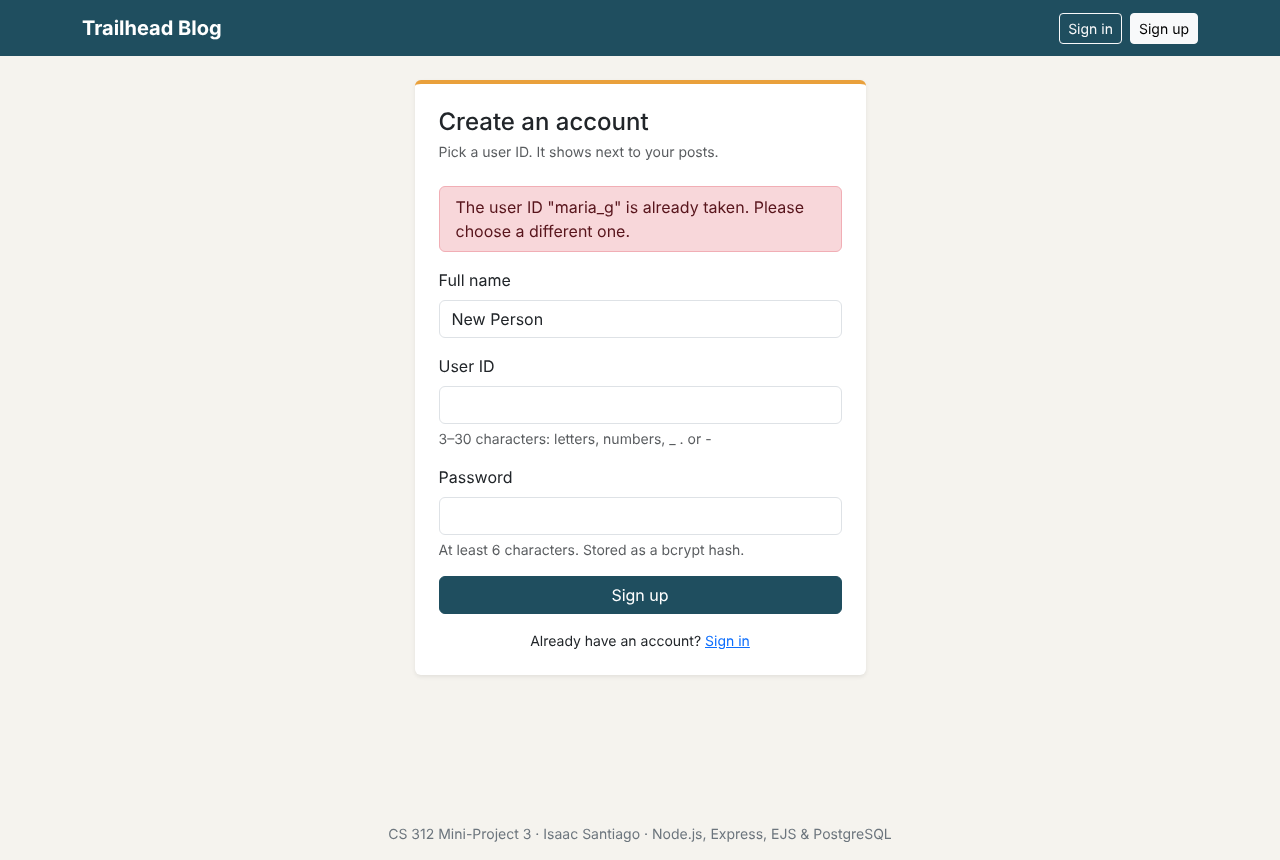 Trailhead Blog
Sign in
Sign up
Create an account
Pick a user ID. It shows next to your posts.
The user ID "maria_g" is already taken. Please
choose a different one.
Full name
New Person
User ID
3–30 characters: letters, numbers, _ . or -
Password
At least 6 characters. Stored as a bcrypt hash.
Sign up
Already have an account? Sign in
CS 312 Mini-Project 3 · Isaac Santiago · Node.js, Express, EJS & PostgreSQL